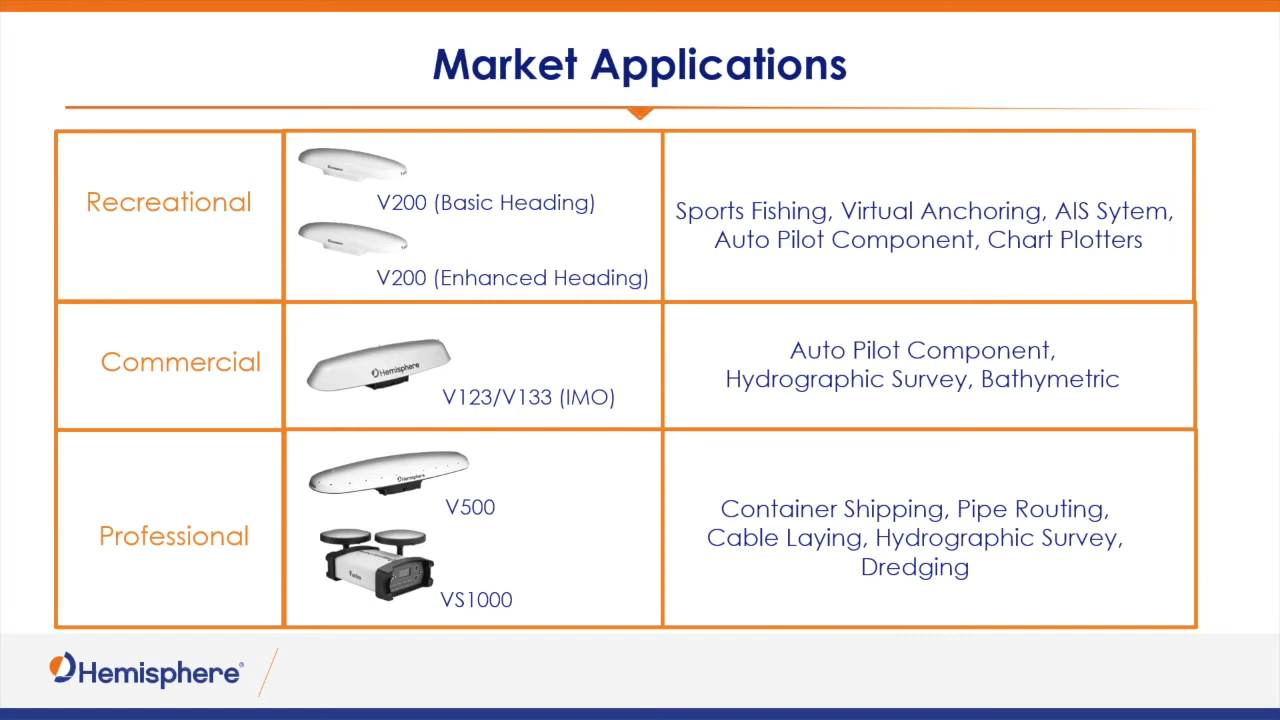 Market Applications
Recreational
V200 (Basic Heading)
V200 (Enhanced Heading)
Sports Fishing, Virtual Anchoring, AIS Sytem,
Auto Pilot Component, Chart Plotters
Commercial
Hemisphere
V123/V133 (IMO)
Auto Pilot Component,
Hydrographic Survey, Bathymetric
Professional
Hemisphere
V500
VS1000
Container Shipping, Pipe Routing,
Cable Laying, Hydrographic Survey,
Dredging
Hemisphere®